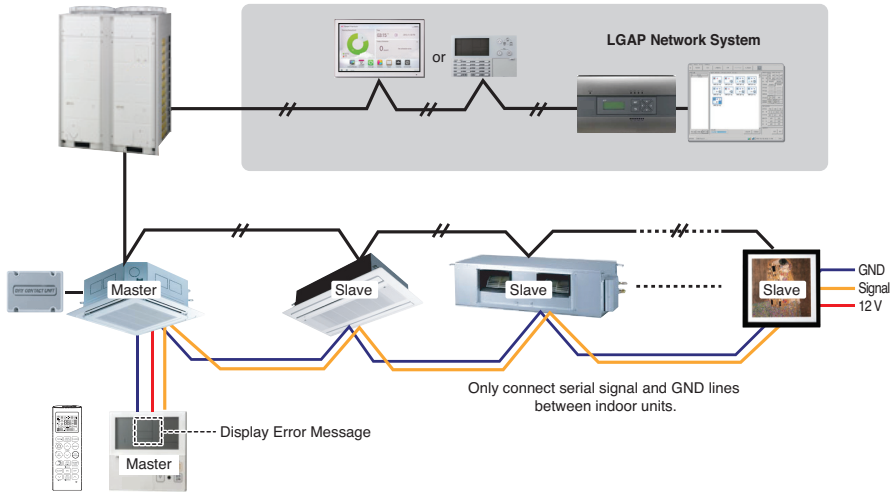 LGAP Network System
or
Master
Slave
Slave
Slave
GND
Signal
12 V
Only connect serial signal and GND lines
between indoor units.
Display Error Message
Master